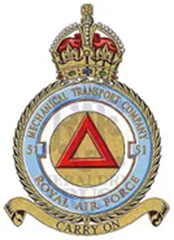 MECHANICAL TRANSPORT COMPANY
51 51
ROYAL AIR FORCE
CARRY ON